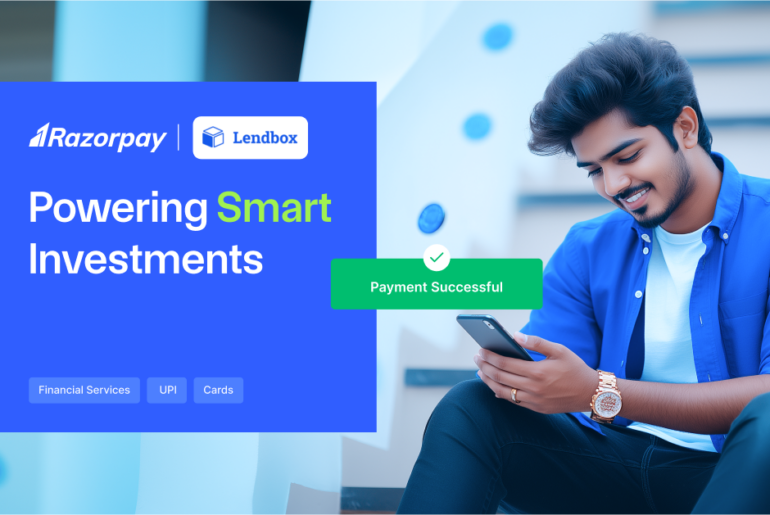 Razorpay | Lendbox
Powering Smart
Investments
Payment Successful
Financial Services UPI Cards